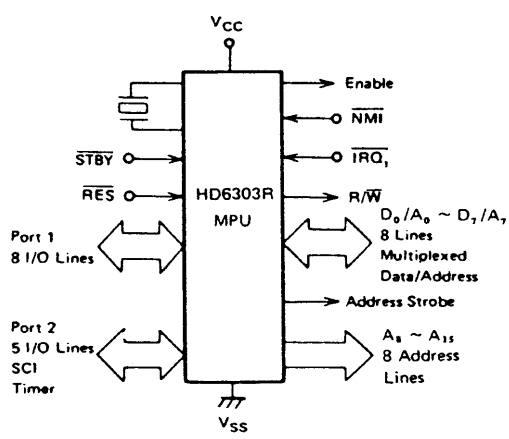 VCC
Enable
NMI
STBY
IRQ1
RES
HD6303R
MPU
R/W
Port 1
8 I/O Lines
D0/A0 ~ D7/A7
8 Lines
Multiplexed
Data/Address
Address Strobe
Port 2
5 I/O Lines
SCI
Timer
A8 ~ A15
8 Address
Lines
VSS